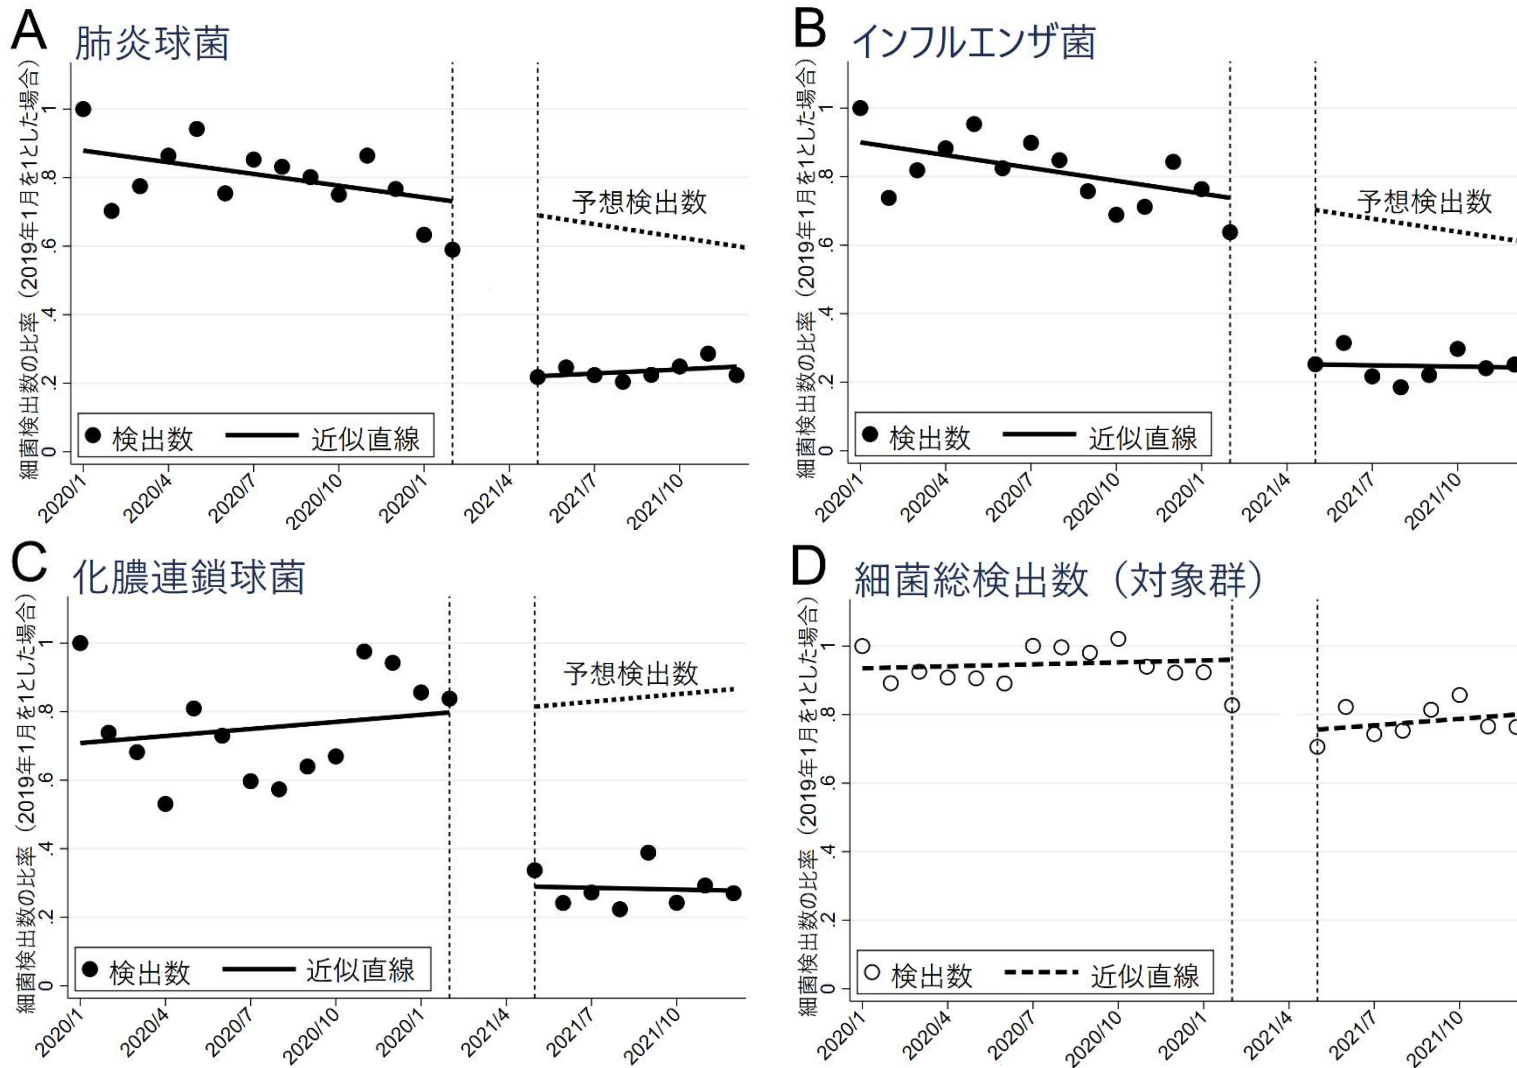 A 肺炎球菌
細菌検出数の比率（2019年1月を1とした場合）
1
.8
.6
.4
.2
0
予想検出数
検出数 近似直線
2020/1 2020/4 2020/7 2020/10 2020/1 2021/4 2021/7 2021/10
B インフルエンザ菌
細菌検出数の比率（2019年1月を1とした場合）
1
.8
.6
.4
.2
0
予想検出数
検出数 近似直線
2020/1 2020/4 2020/7 2020/10 2020/1 2021/4 2021/7 2021/10
C 化膿連鎖球菌
細菌検出数の比率（2019年1月を1とした場合）
1
.8
.6
.4
.2
0
予想検出数
検出数 近似直線
2020/1 2020/4 2020/7 2020/10 2020/1 2021/4 2021/7 2021/10
D 細菌総検出数（対象群）
細菌検出数の比率（2019年1月を1とした場合）
1
.8
.6
.4
.2
0
検出数 近似直線
2020/1 2020/4 2020/7 2020/10 2020/1 2021/4 2021/7 2021/10